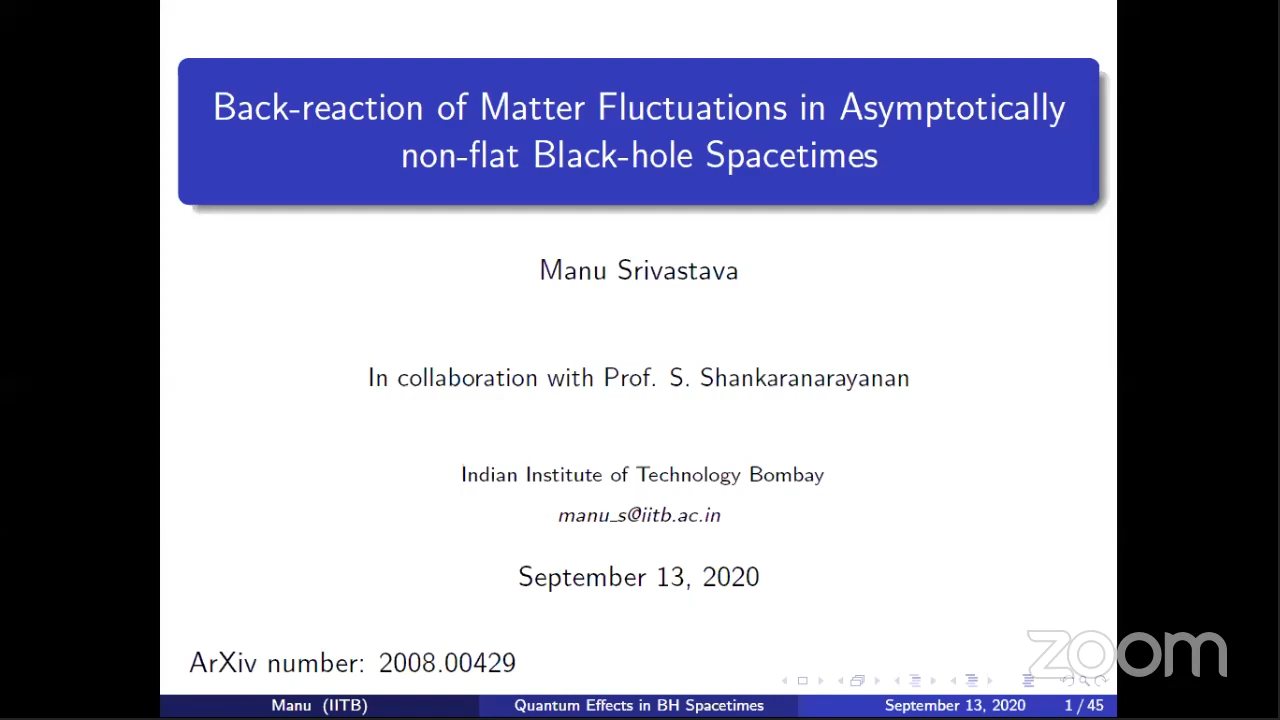 Back-reaction of Matter Fluctuations in Asymptotically
non-flat Black-hole Spacetimes
Manu Srivastava
In collaboration with Prof. S. Shankaranarayanan
Indian Institute of Technology Bombay
manu_s@iitb.ac.in
September 13, 2020
ArXiv number: 2008.00429
zoom
Manu (IITB) Quantum Effects in BH Spacetimes September 13, 2020 1 / 45